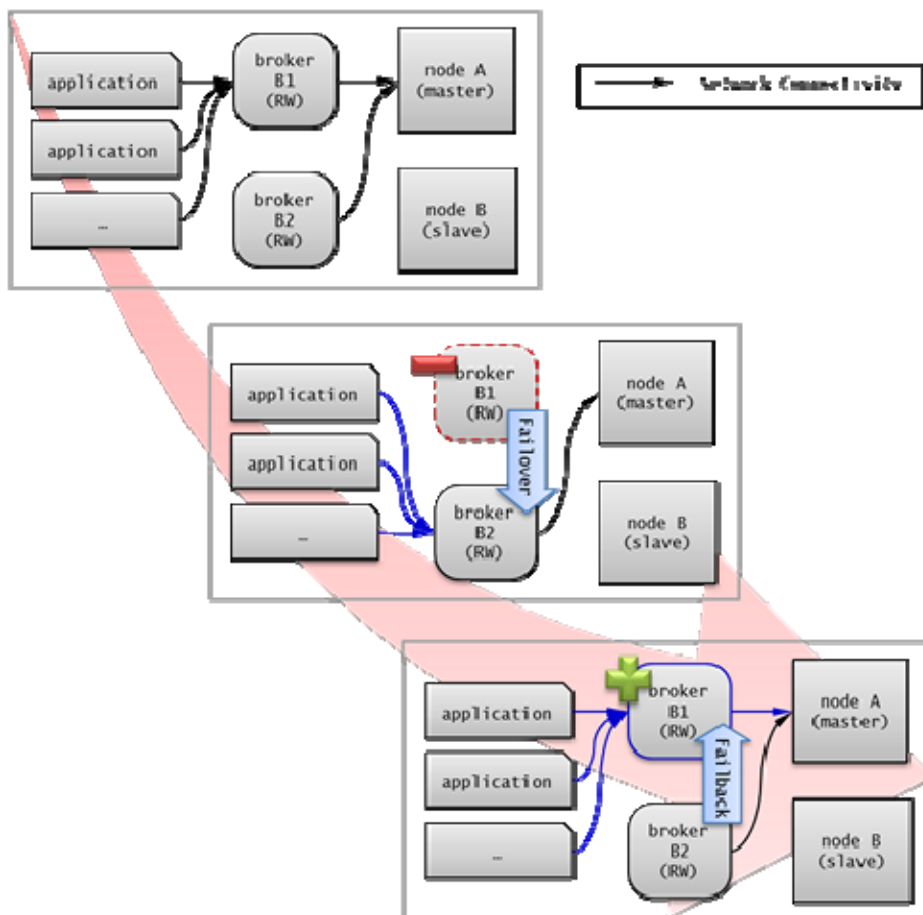 application
application
…
broker
B1
(RW)
broker
B2
(RW)
node A
(master)
node B
(slave)
Network Connectivity
application
application
…
broker
B1
(RW)
Failover
broker
B2
(RW)
node A
(master)
node B
(slave)
application
application
…
broker
B1
(RW)
Failback
broker
B2
(RW)
node A
(master)
node B
(slave)